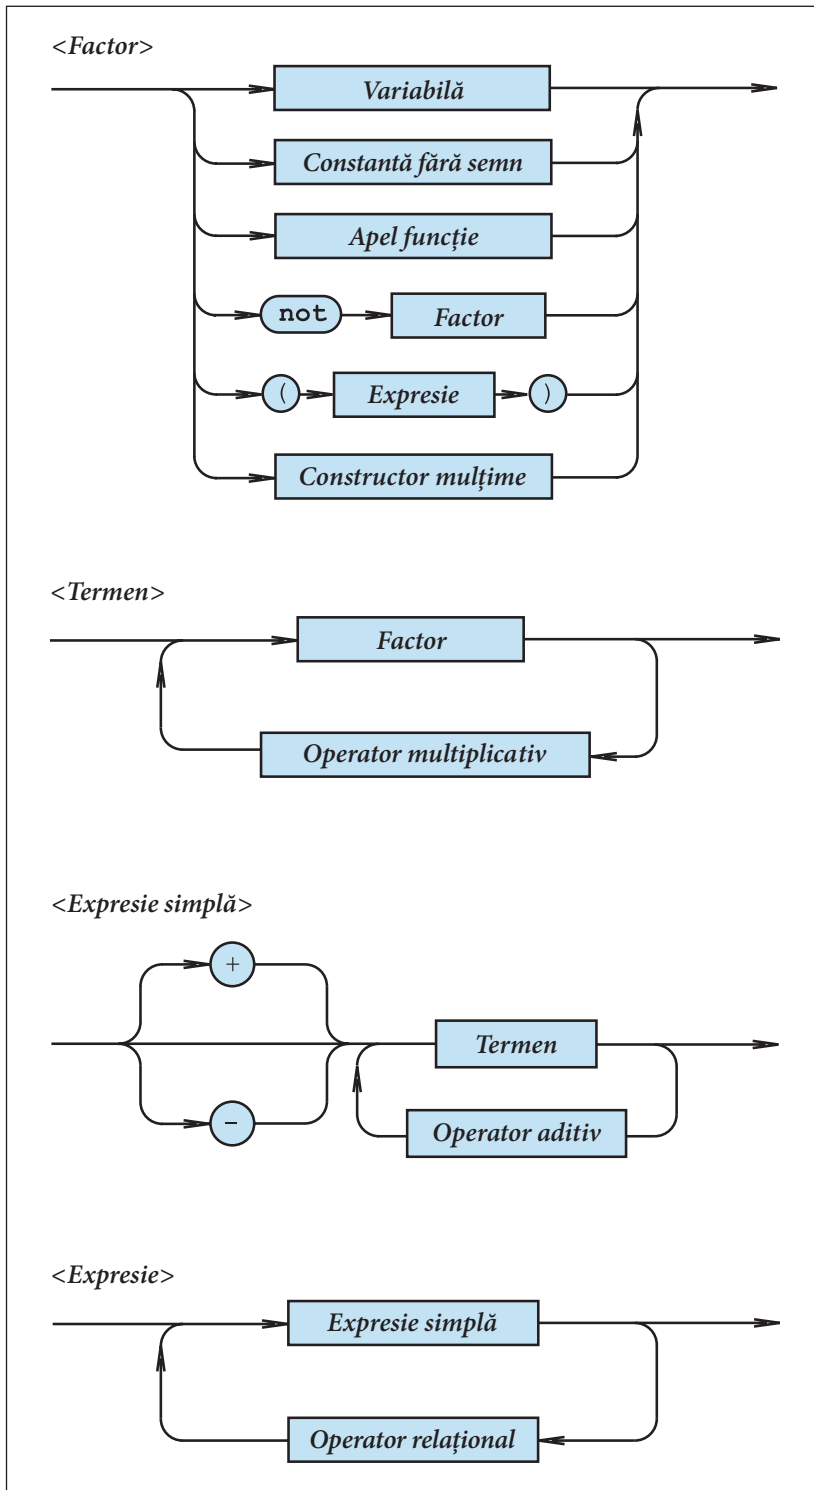 <Factor>
Variabilă
Constantă fără semn
Apel funcție
not Factor
( Expresie )
Constructor mulțime
<Termen>
Factor
Operator multiplicativ
<Expresie simplă>
+
Termen
-
Operator aditiv
<Expresie>
Expresie simplă
Operator relațional